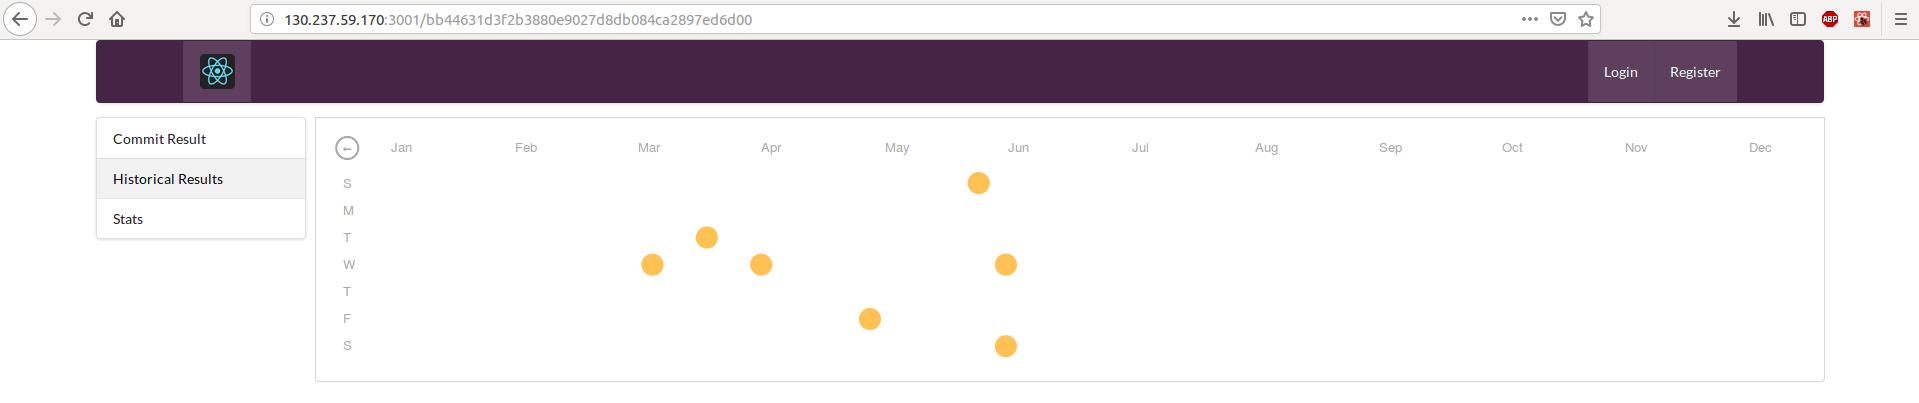 130.237.59.170:3001/bb44631d3f2b3880e9027d8db084ca2897ed6d00
ABP
Login Register
Commit Result
Historical Results
Stats
Jan Feb Mar Apr May Jun Jul Aug Sep Oct Nov Dec
S
M
T
W
T
F
S